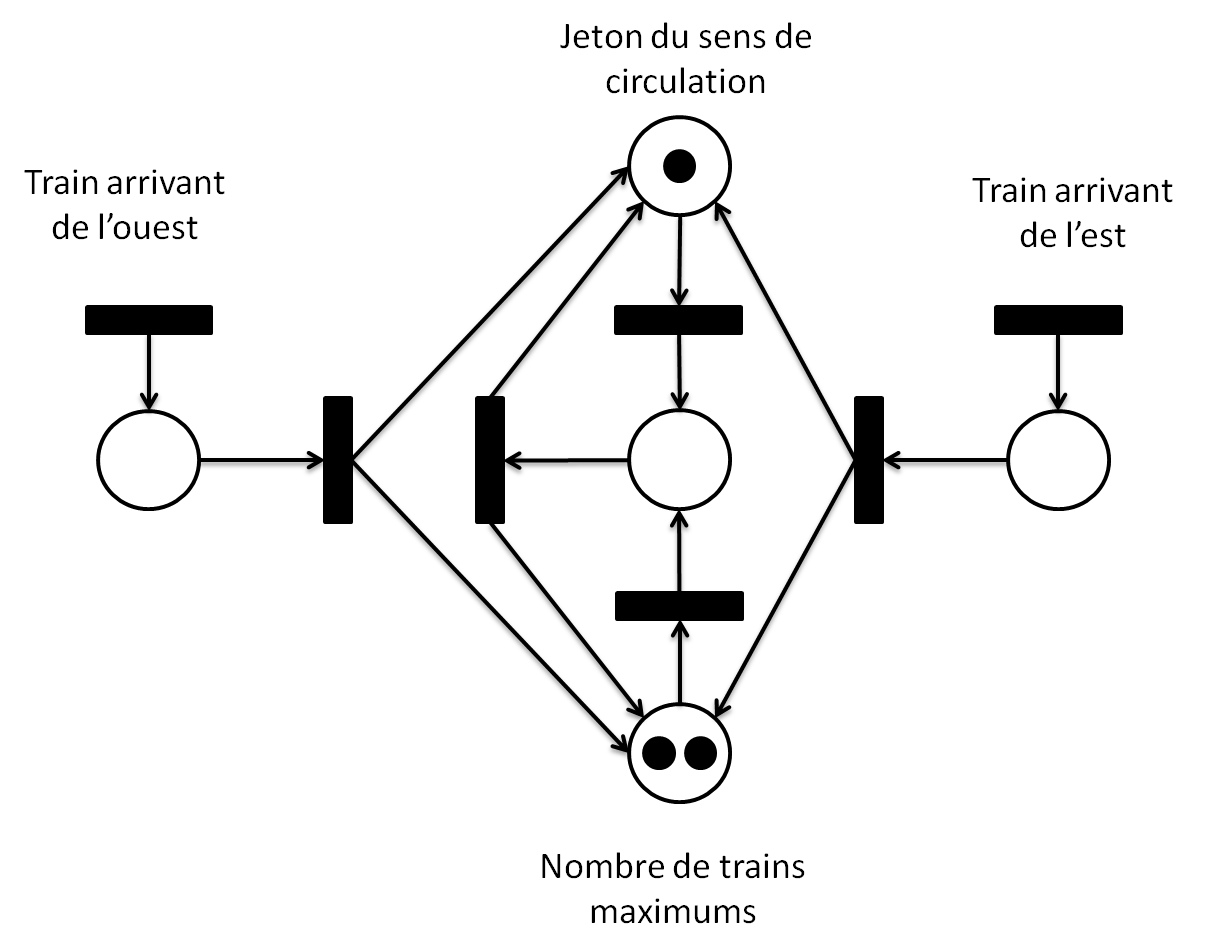 Jeton du sens de
circulation
Train arrivant
de l’ouest
Train arrivant
de l’est
Nombre de trains
maximums